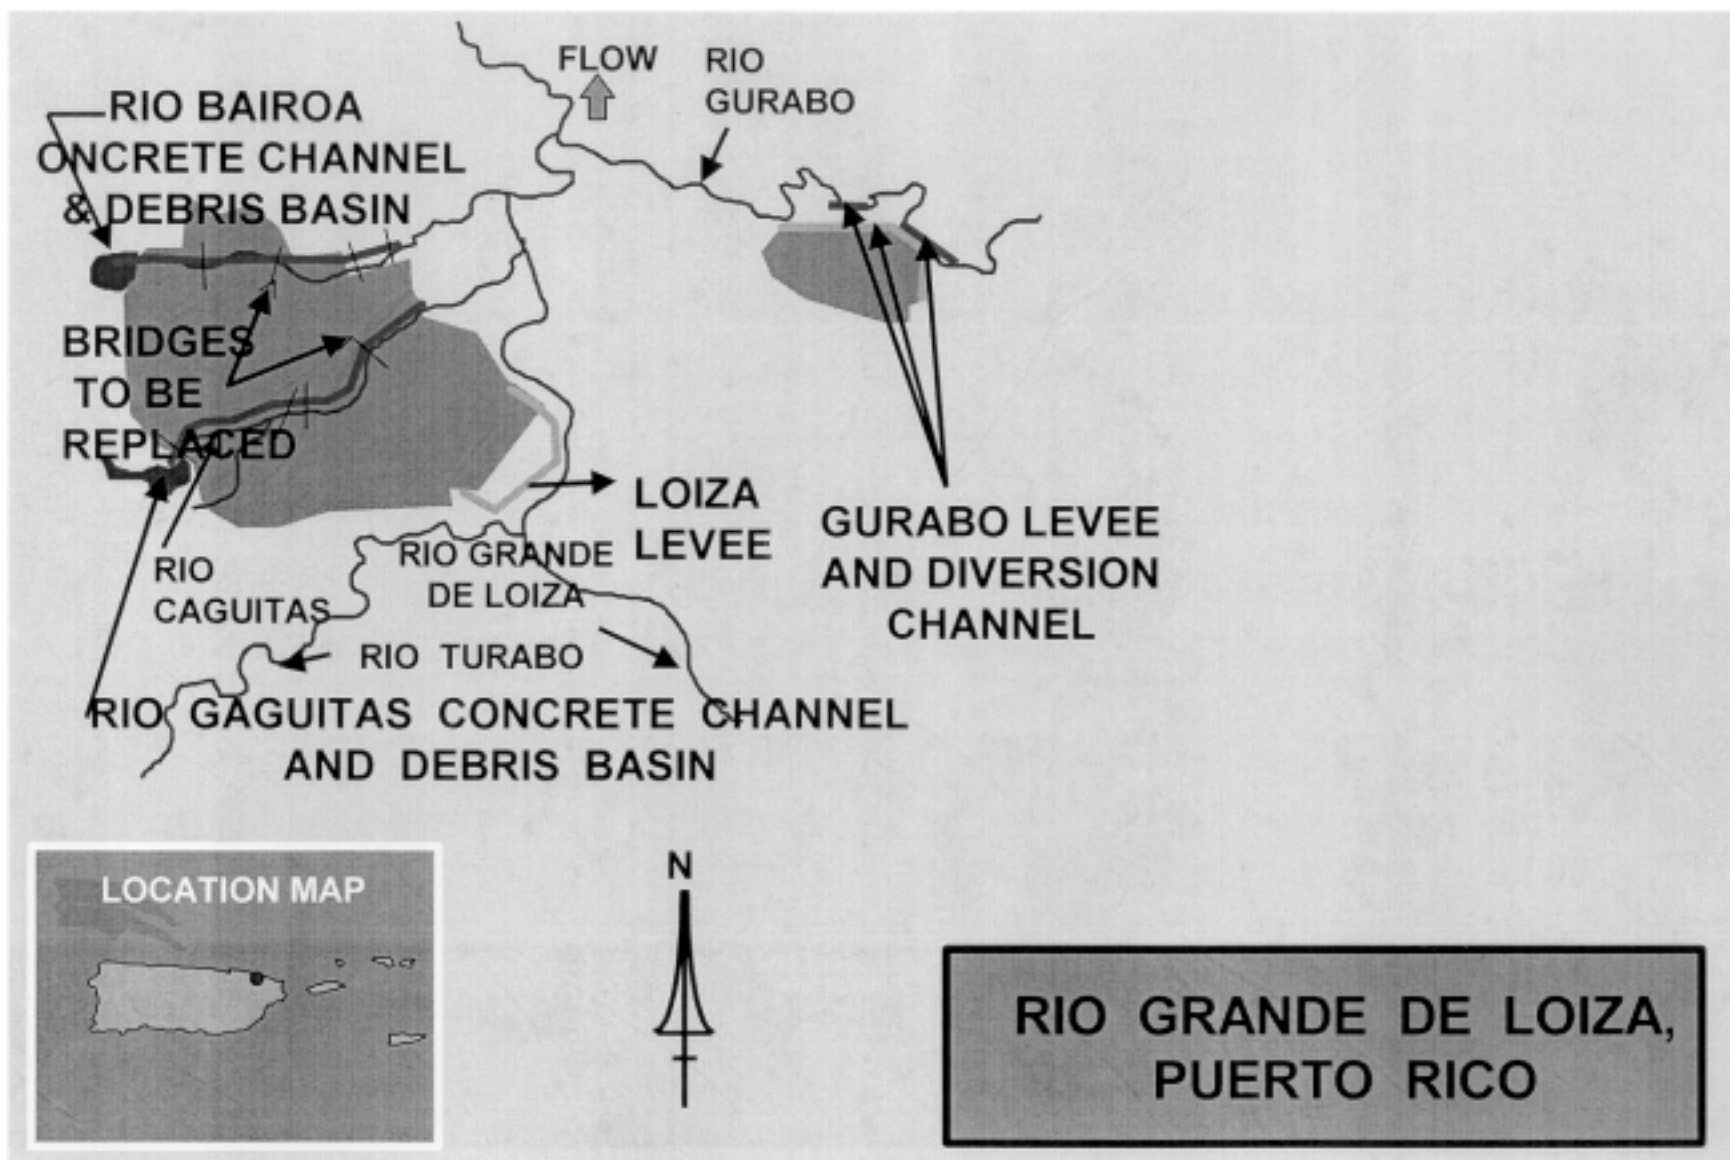 FLOW
RIO
GURABO
RIO BAIROA
ONCRETE CHANNEL
& DEBRIS BASIN
BRIDGES
TO BE
REPLACED
LOIZA
LEVEE
GURABO LEVEE
AND DIVERSION
CHANNEL
RIO
CAGUITAS
RIO GRANDE
DE LOIZA
RIO TURABO
RIO GAGUITAS CONCRETE CHANNEL
AND DEBRIS BASIN
LOCATION MAP
N
RIO GRANDE DE LOIZA,
PUERTO RICO